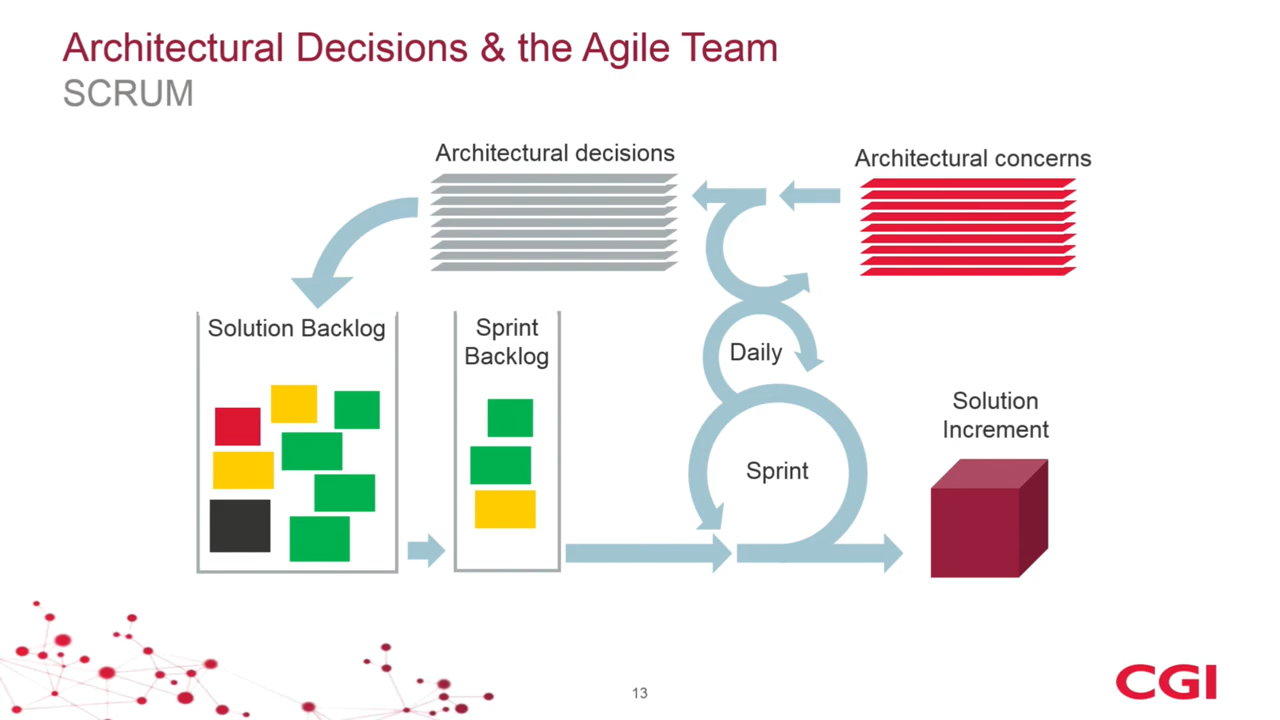 Architectural Decisions & the Agile Team
SCRUM
Architectural decisions
Architectural concerns
Solution Backlog
Sprint
Backlog
Daily
Sprint
Solution
Increment
13
CGI